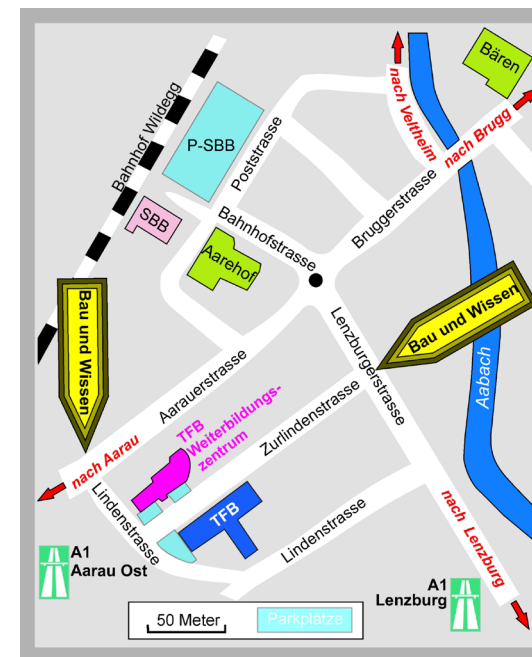 Bären
nach Veltheim
nach Brugg
Bahnhof Wildegg
P-SBB
Poststrasse
SBB
Bahnhofstrasse
Bruggerstrasse
Aarehof
Bau und Wissen
Bau und Wissen
Lenzburgerstrasse
Aabach
Aarauerstrasse
TFB
Weiterbildungs-
zentrum
Zurlindenstrasse
nach Aarau
Lindenstrasse
TFB
Lindenstrasse
nach Lenzburg
A1
Aarau Ost
A1
Lenzburg
50 Meter
Parkplätze